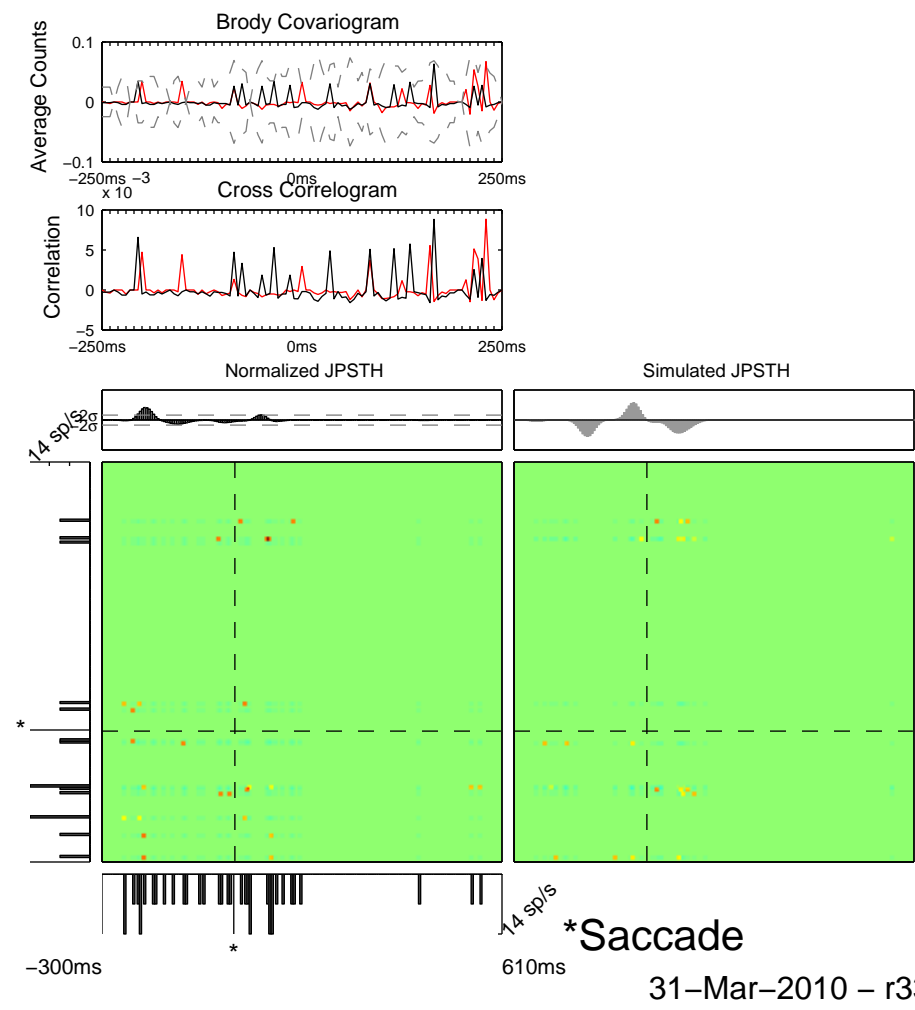 Brody Covariogram
Average Counts
0.1
0
−0.1
−250ms
0ms
250ms
x 10 −3
Cross Correlogram
Correlation
10
5
0
−5
−250ms
0ms
250ms
Normalized JPSTH
Simulated JPSTH
14 sp/s
2σ
−2σ
*
*
14 sp/s
*Saccade
−300ms
610ms
31−Mar−2010 − r33